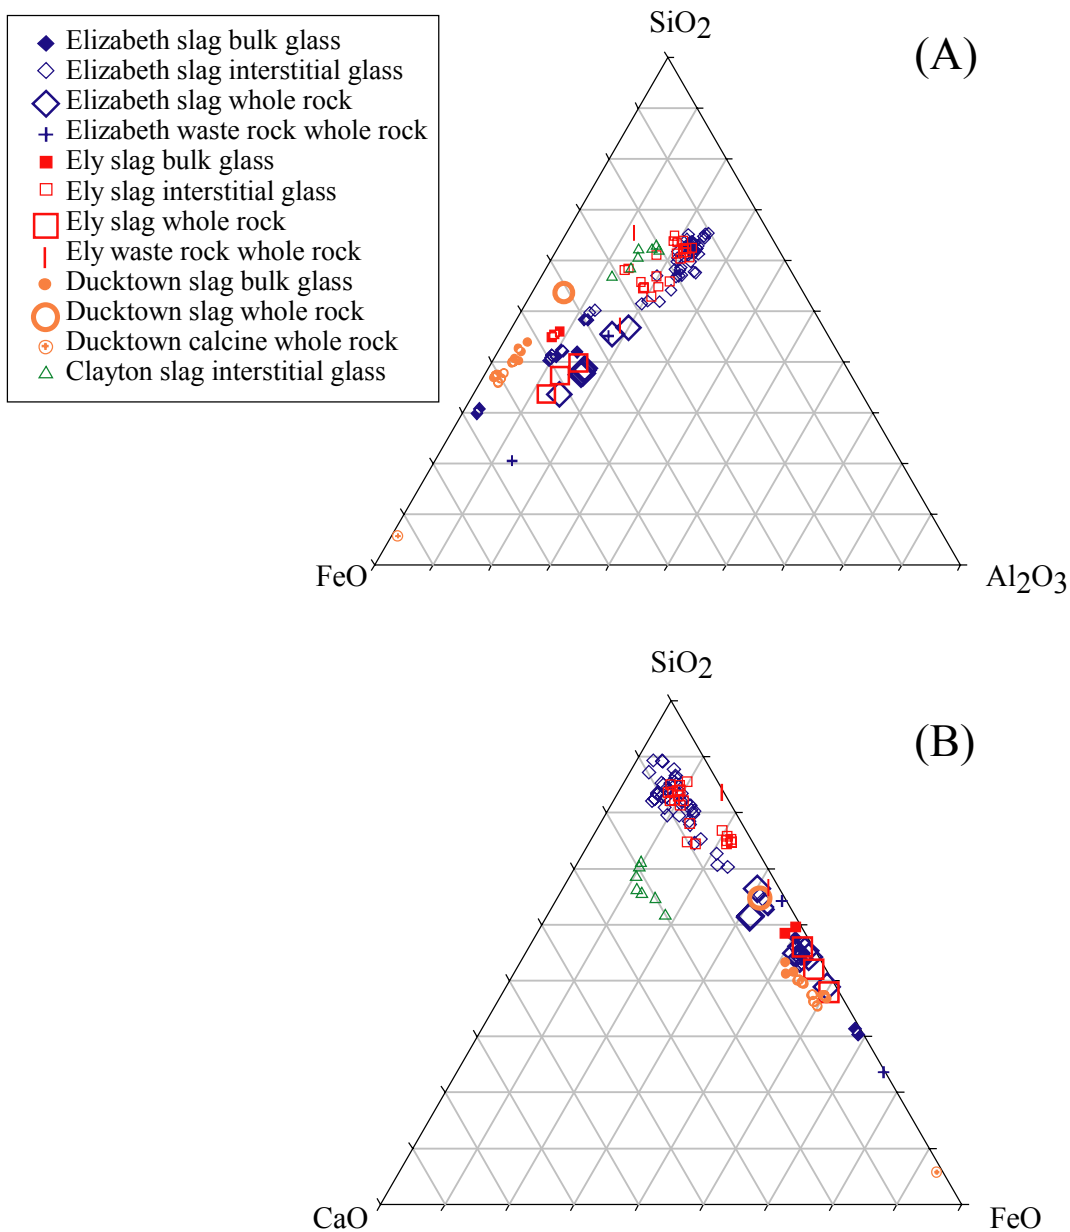 SiO2
(A)
Elizabeth slag bulk glass
Elizabeth slag interstitial glass
Elizabeth slag whole rock
Elizabeth waste rock whole rock
Ely slag bulk glass
Ely slag interstitial glass
Ely slag whole rock
Ely waste rock whole rock
Ducktown slag bulk glass
Ducktown slag whole rock
Ducktown calcine whole rock
Clayton slag interstitial glass
FeO
Al2O3
SiO2
(B)
CaO
FeO